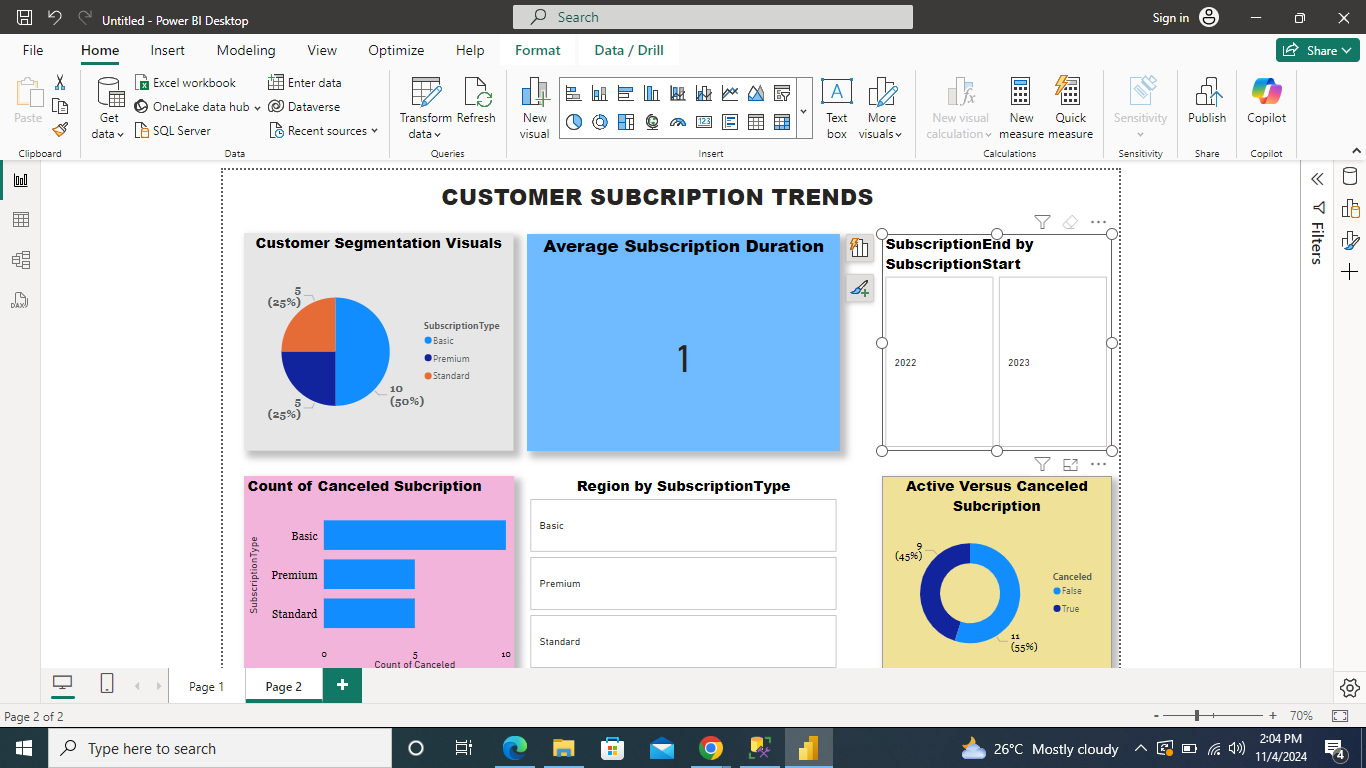 Untitled - Power BI Desktop
Search
Sign in
File
Home
Insert
Modeling
View
Optimize
Help
Format
Data / Drill
Share
Paste
Get
data
Excel workbook
OneLake data hub
SQL Server
Enter data
Dataverse
Recent sources
Transform
data
Refresh
New
visual
Text
box
More
visuals
New visual
calculation
New
measure
Quick
measure
Sensitivity
Publish
Copilot
Clipboard
Data
Queries
Insert
Calculations
Sensitivity
Share
Copilot
DAX
CUSTOMER SUBCRIPTION TRENDS
Filters
Customer Segmentation Visuals
5
(25%)
5
(25%)
10
(50%)
SubscriptionType
Basic
Premium
Standard
Average Subscription Duration
1
SubscriptionEnd by
SubscriptionStart
2022
2023
Count of Canceled Subcription
SubscriptionType
Basic
Premium
Standard
0
5
10
Count of Canceled
Region by SubscriptionType
Basic
Premium
Standard
Active Versus Canceled
Subcription
9
(45%)
11
(55%)
Canceled
False
True
Page 1
Page 2
+
Page 2 of 2
- + 70%
Type here to search
26°C Mostly cloudy
2:04 PM
11/4/2024
4